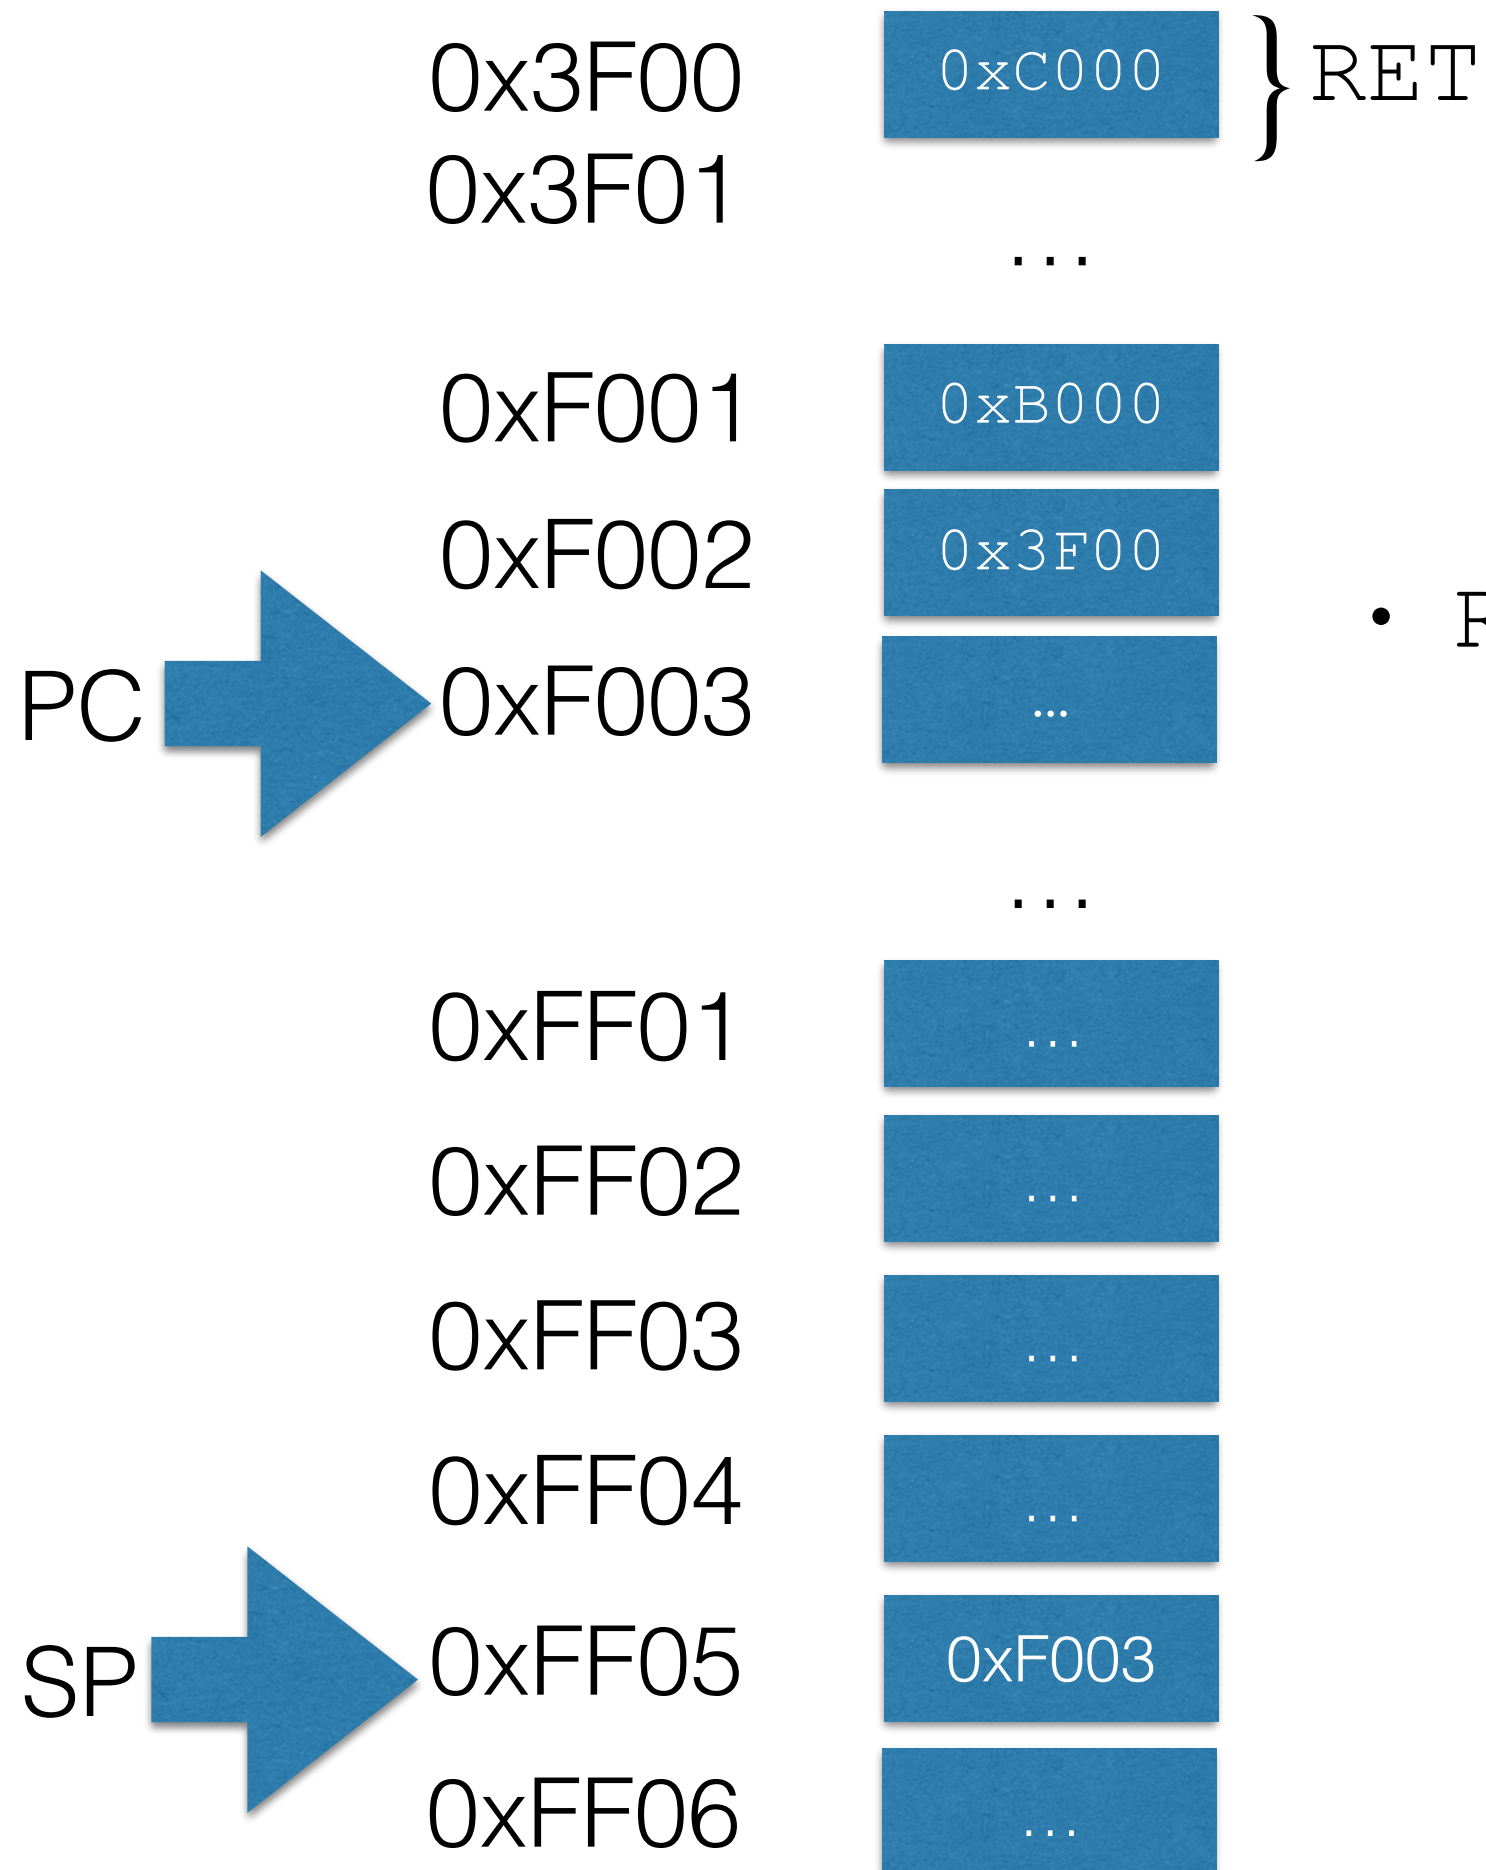 0x3F00 0xC000 } RET
0x3F01
...
0xF001 0xB000
0xF002 0x3F00
PC 0xF003 ...
...
0xFF01 ...
0xFF02 ...
0xFF03 ...
0xFF04 ...
SP 0xFF05 0xF003
0xFF06 ...